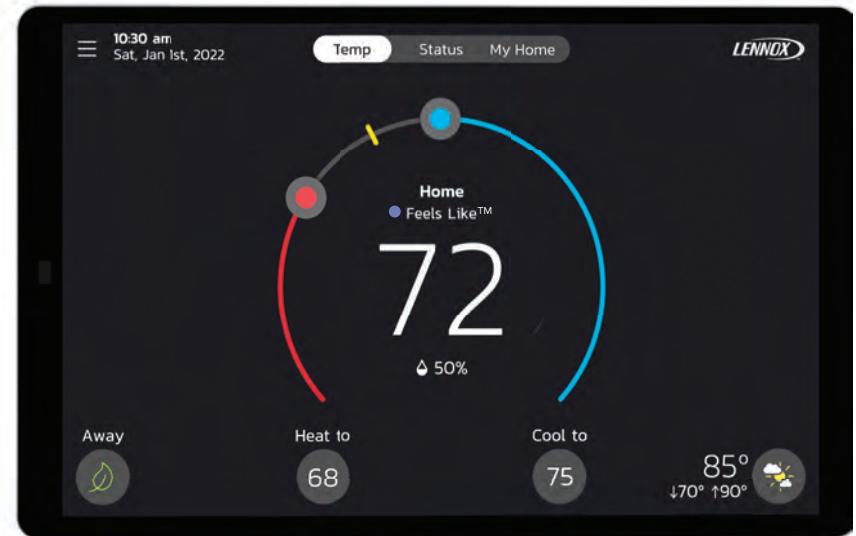 10:30 am
Sat, Jan 1st, 2022
Temp Status My Home
LENNOX
Home
Feels Like™
72
50%
Away
Heat to
Cool to
68
75
85°
↓70° ↑90°